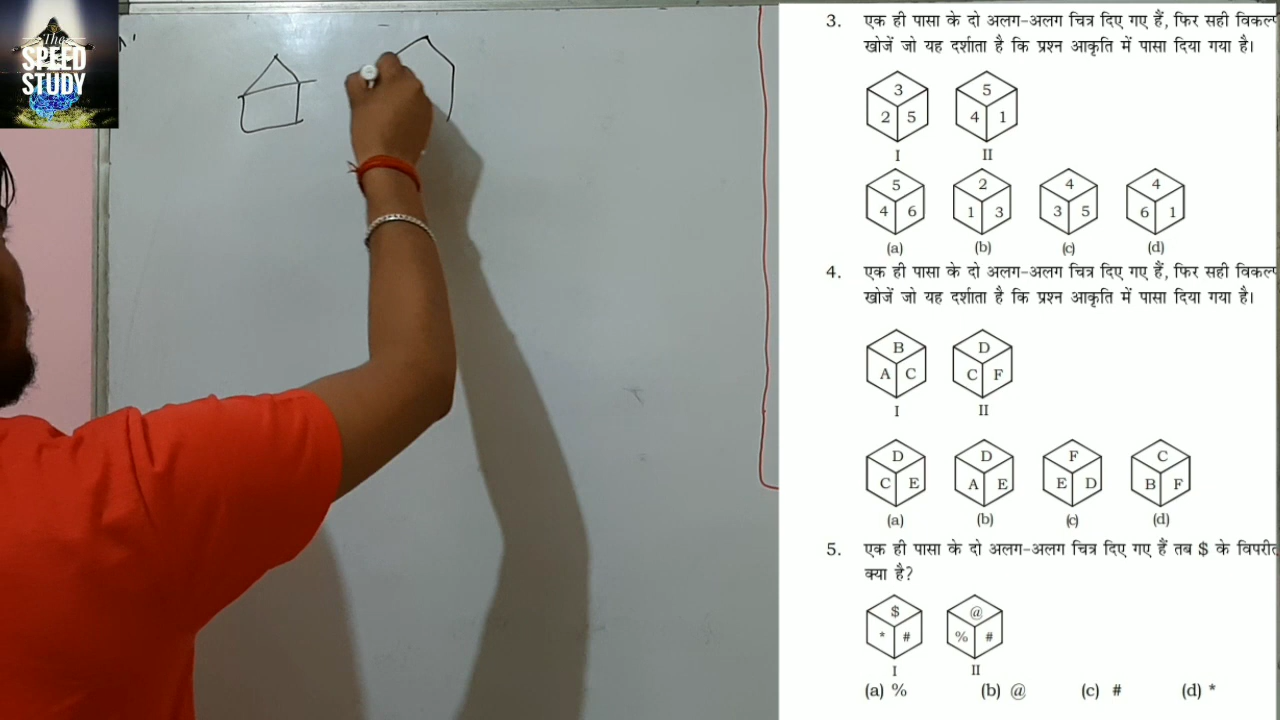 The
SPEED
STUDY
3. एक ही पासा के दो अलग-अलग चित्र दिए गए हैं, फिर सही विकल्प
खोजें जो यह दर्शाता है कि प्रश्न आकृति में पासा दिया गया है।
3 5
2 5 4 1
I II
5 2 4 4
4 6 1 3 3 5 6 1
(a) (b) (c) (d)
4. एक ही पासा के दो अलग-अलग चित्र दिए गए हैं, फिर सही विकल्प
खोजें जो यह दर्शाता है कि प्रश्न आकृति में पासा दिया गया है।
B D
A C C F
I II
D D F C
C E A E E D B F
(a) (b) (c) (d)
5. एक ही पासा के दो अलग-अलग चित्र दिए गए हैं तब $ के विपरीत
क्या है?
$ @
* # % #
I II
(a) % (b) @ (c) # (d) *